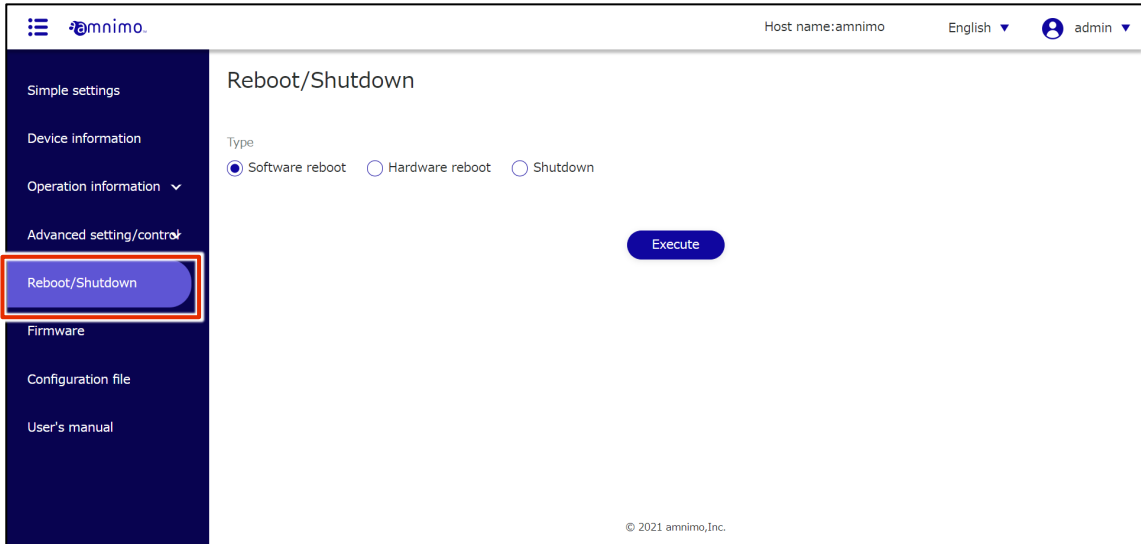 amnimo
Host name:amnimo
English
admin
Simple settings
Device information
Operation information
Advanced setting/control
Reboot/Shutdown
Firmware
Configuration file
User's manual
Reboot/Shutdown
Type
Software reboot Hardware reboot Shutdown
Execute
© 2021 amnimo,Inc.